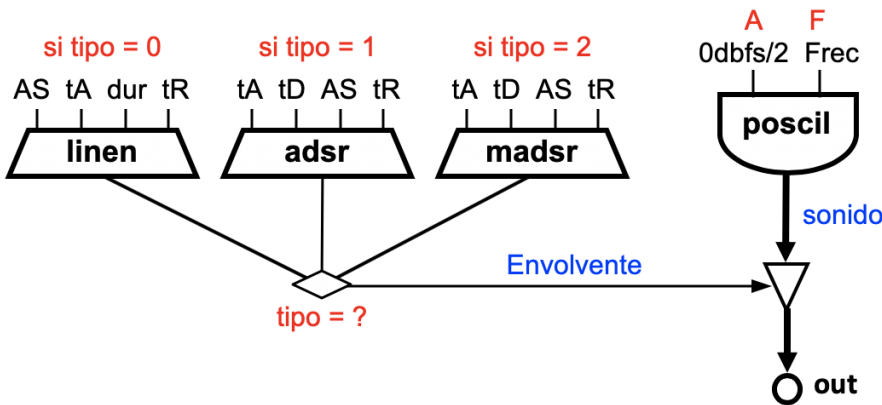 si tipo = 0 si tipo = 1 si tipo = 2 A F
AS tA dur tR tA tD AS tR tA tD AS tR 0dbfs/2 Frec
linen adsr madsr poscil
sonido
Envolvente
tipo = ?
out